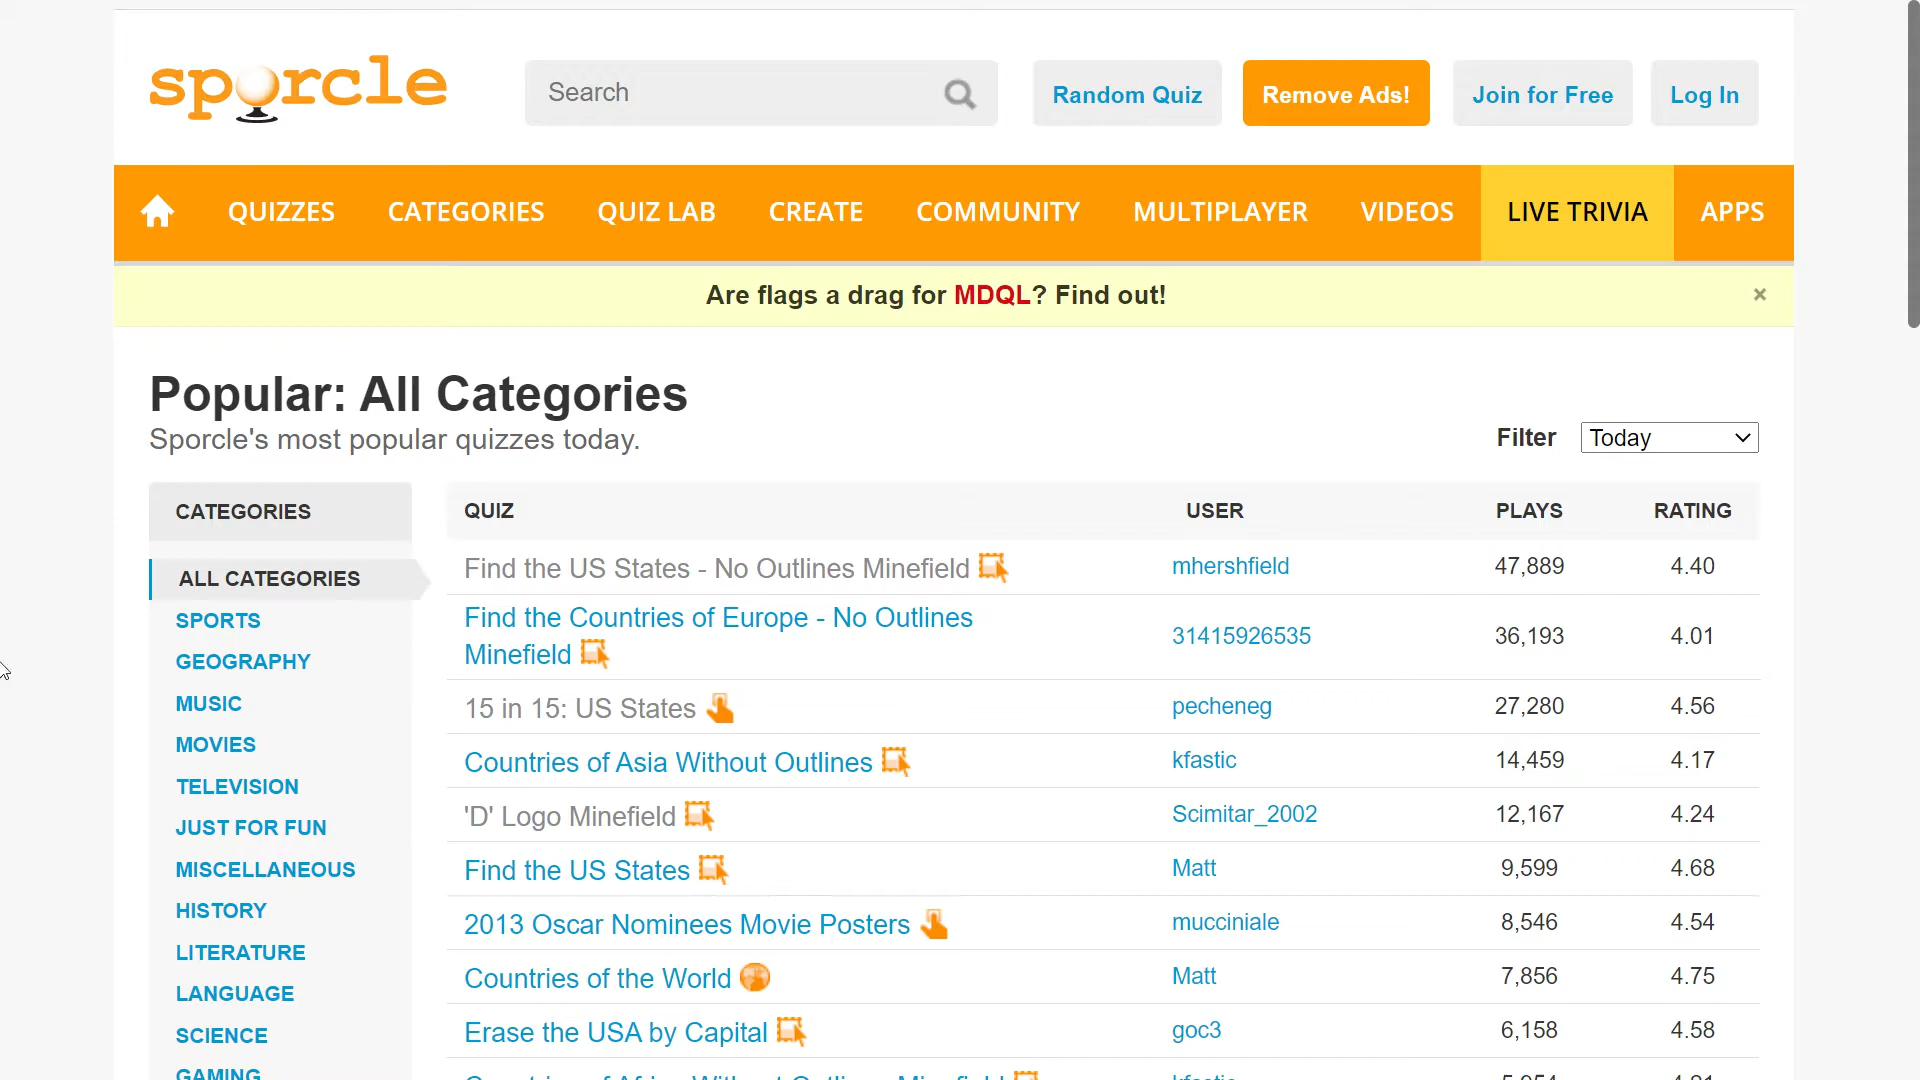 sporcle
Search
Random Quiz
Remove Ads!
Join for Free
Log In
QUIZZES
CATEGORIES
QUIZ LAB
CREATE
COMMUNITY
MULTIPLAYER
VIDEOS
LIVE TRIVIA
APPS
Are flags a drag for MDQL? Find out!
×
Popular: All Categories
Sporcle's most popular quizzes today.
Filter
Today
CATEGORIES
ALL CATEGORIES
SPORTS
GEOGRAPHY
MUSIC
MOVIES
TELEVISION
JUST FOR FUN
MISCELLANEOUS
HISTORY
LITERATURE
LANGUAGE
SCIENCE
GAMING
QUIZ USER PLAYS RATING
Find the US States - No Outlines Minefield mhershfield 47,889 4.40
Find the Countries of Europe - No Outlines
Minefield 31415926535 36,193 4.01
15 in 15: US States pecheneg 27,280 4.56
Countries of Asia Without Outlines kfastic 14,459 4.17
'D' Logo Minefield Scimitar_2002 12,167 4.24
Find the US States Matt 9,599 4.68
2013 Oscar Nominees Movie Posters mucciniale 8,546 4.54
Countries of the World Matt 7,856 4.75
Erase the USA by Capital goc3 6,158 4.58